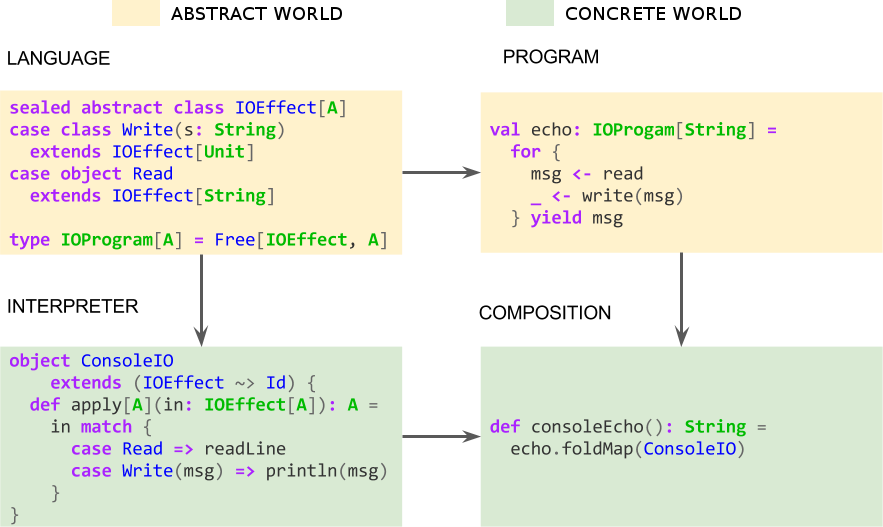 ABSTRACT WORLD
CONCRETE WORLD
LANGUAGE
sealed abstract class IOEffect[A]
case class Write(s: String)
  extends IOEffect[Unit]
case object Read
  extends IOEffect[String]
type IOProgram[A] = Free[IOEffect, A]
PROGRAM
val echo: IOProgam[String] =
  for {
    msg <- read
    _ <- write(msg)
  } yield msg
INTERPRETER
object ConsoleIO
    extends (IOEffect ~> Id) {
  def apply[A](in: IOEffect[A]): A =
    in match {
      case Read => readLine
      case Write(msg) => println(msg)
    }
}
COMPOSITION
def consoleEcho(): String =
  echo.foldMap(ConsoleIO)